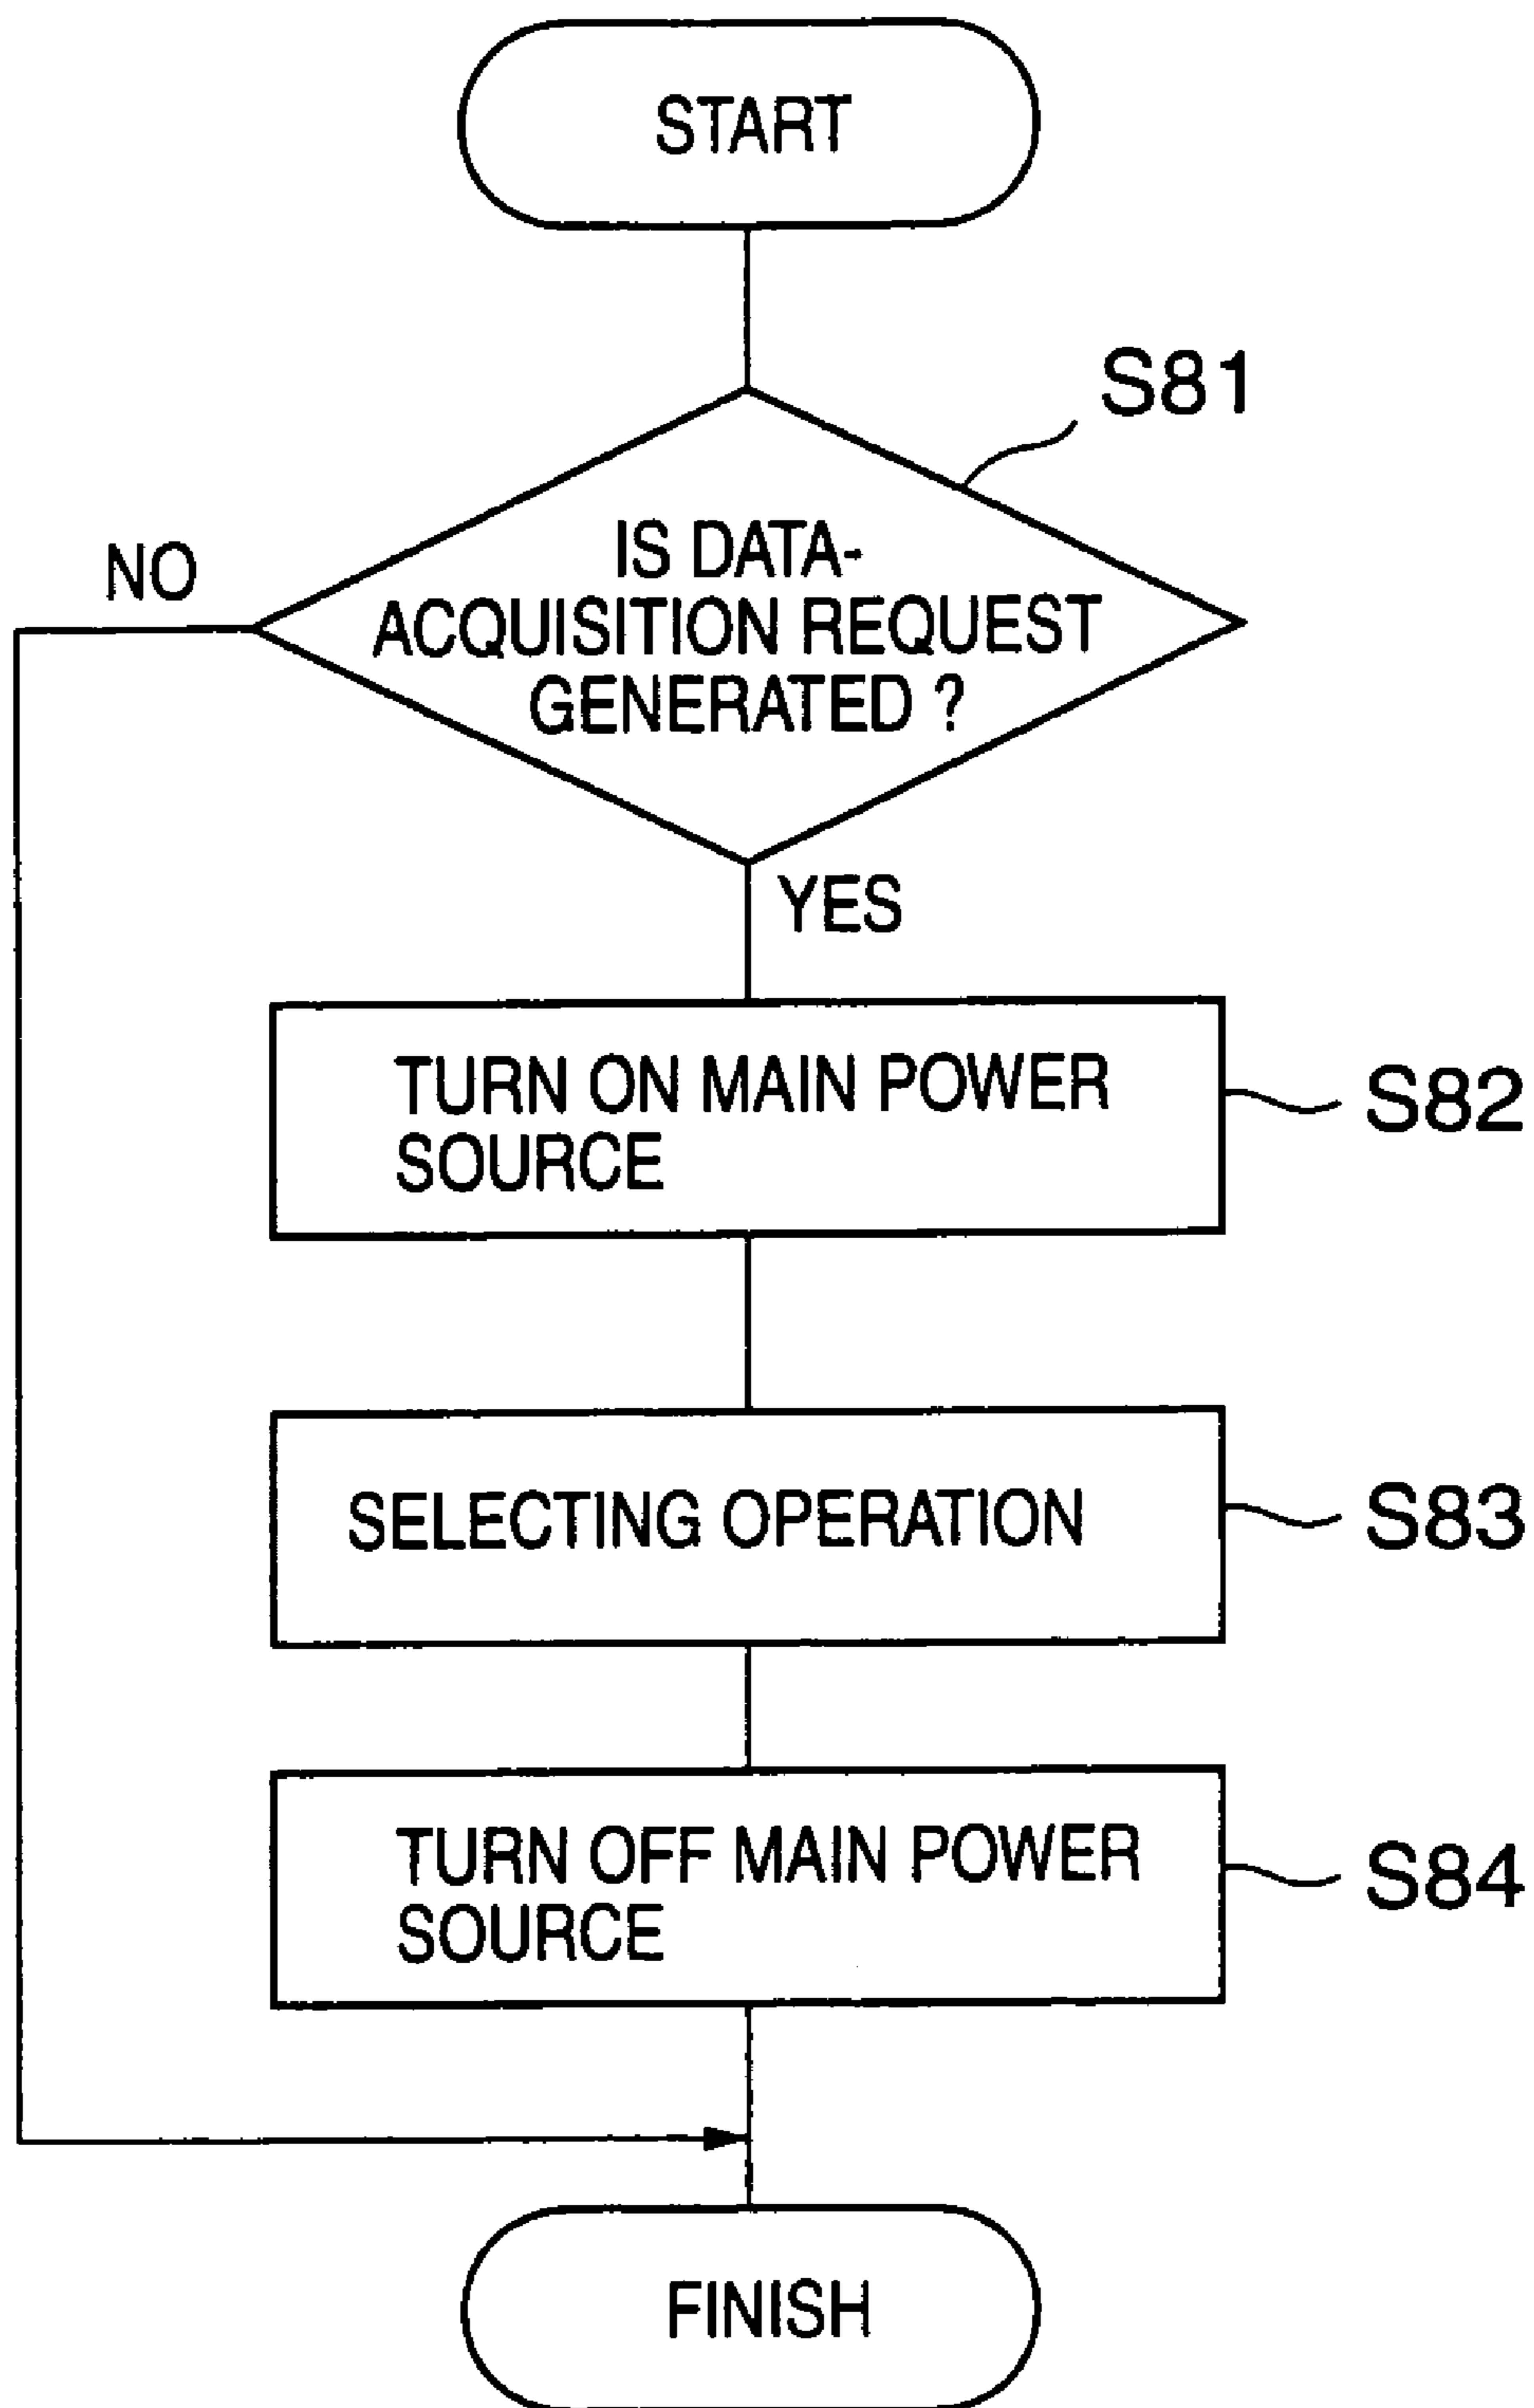 START
S81
NO
IS DATA-
ACQUISITION REQUEST
GENERATED ?
YES
TURN ON MAIN POWER
SOURCE
S82
SELECTING OPERATION
S83
TURN OFF MAIN POWER
SOURCE
S84
FINISH